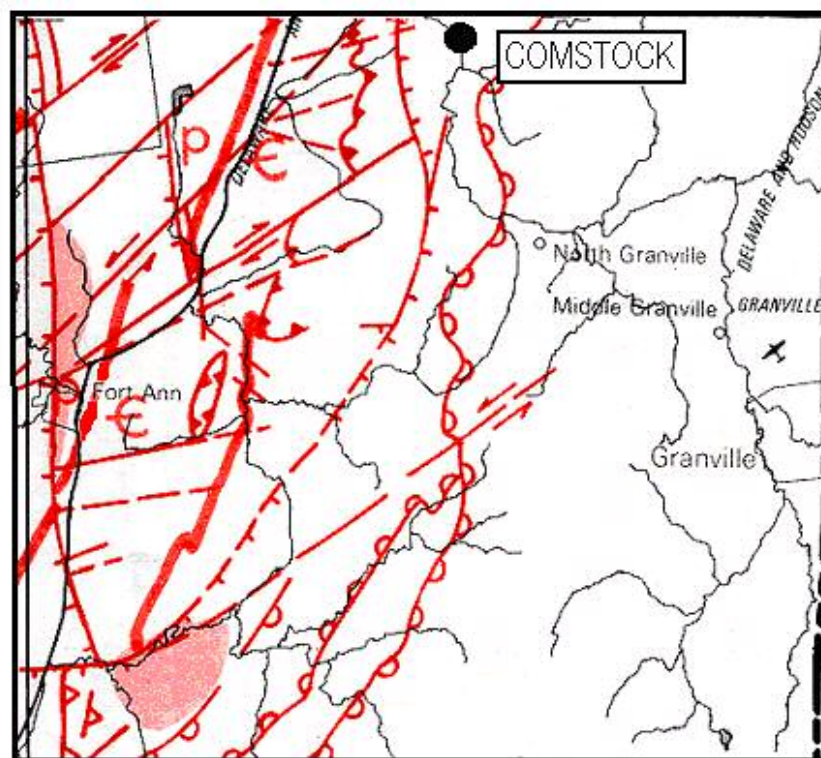 COMSTOCK
DELAWARE AND HUDSON
p
Є
North Granville
Middle Granville
GRANVILLE
Fort Ann
Є
Granville